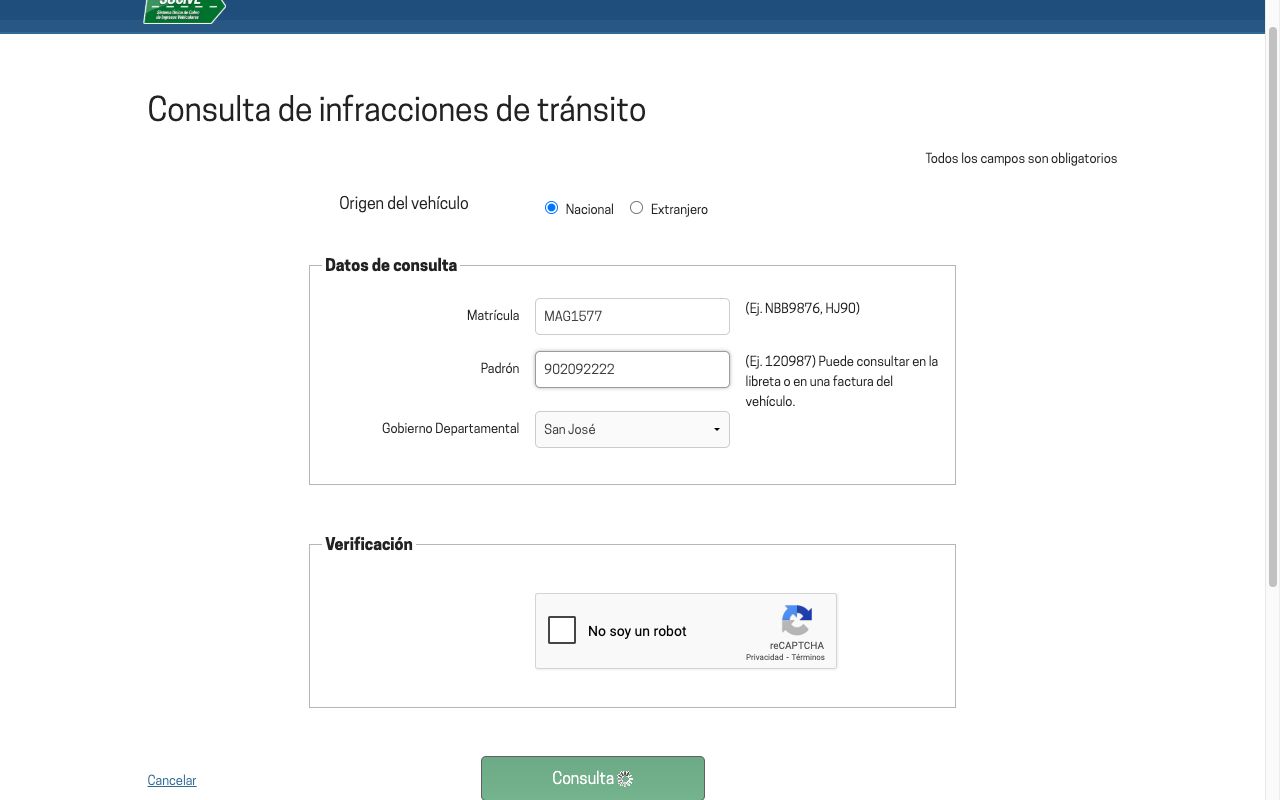 SUCIVE
Sistema Único de Cobro
de Ingresos Vehiculares
Consulta de infracciones de tránsito
Todos los campos son obligatorios
Origen del vehículo
Nacional
Extranjero
Datos de consulta
Matrícula
MAG1577
(Ej. NBB9876, HJ90)
Padrón
902092222
(Ej. 120987) Puede consultar en la
libreta o en una factura del
vehículo.
Gobierno Departamental
San José
Verificación
No soy un robot
reCAPTCHA
Privacidad - Términos
Cancelar
Consulta